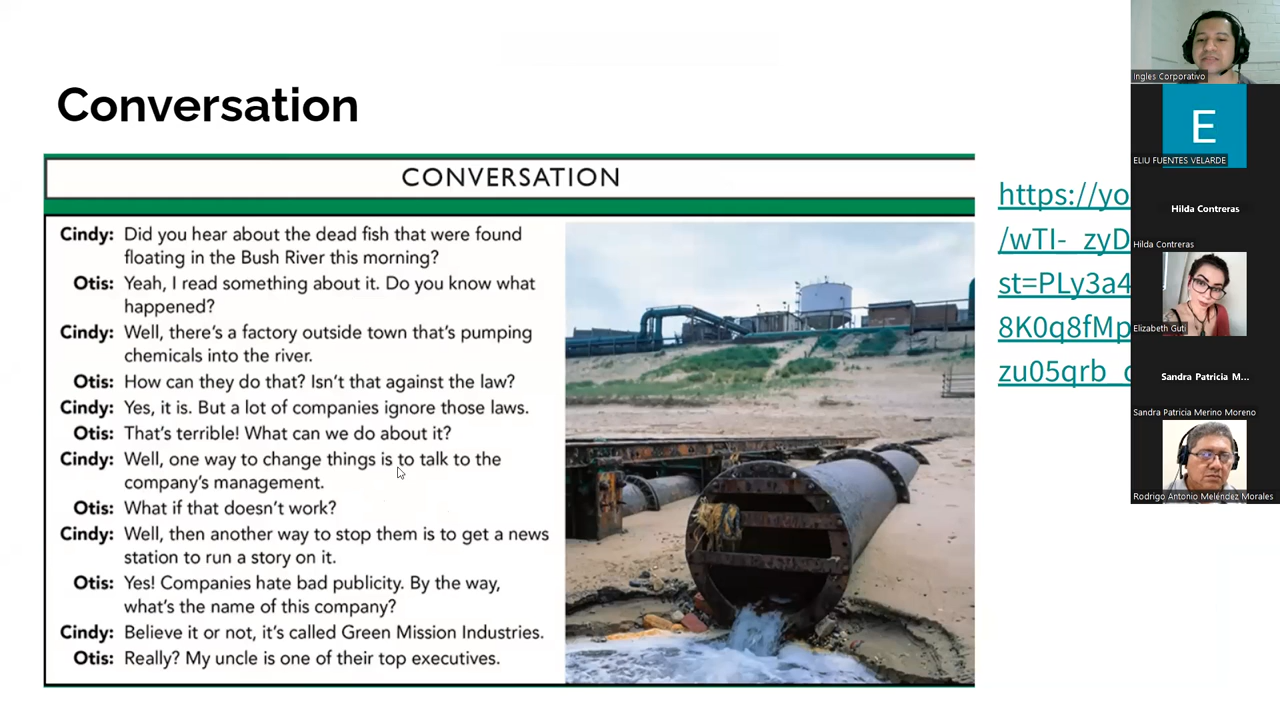 Conversation
CONVERSATION
Cindy: Did you hear about the dead fish that were found
floating in the Bush River this morning?
Otis: Yeah, I read something about it. Do you know what
happened?
Cindy: Well, there's a factory outside town that's pumping
chemicals into the river.
Otis: How can they do that? Isn't that against the law?
Cindy: Yes, it is. But a lot of companies ignore those laws.
Otis: That's terrible! What can we do about it?
Cindy: Well, one way to change things is to talk to the
company's management.
Otis: What if that doesn't work?
Cindy: Well, then another way to stop them is to get a news
station to run a story on it.
Otis: Yes! Companies hate bad publicity. By the way,
what's the name of this company?
Cindy: Believe it or not, it's called Green Mission Industries.
Otis: Really? My uncle is one of their top executives.
https://yo
/wTI-_zyD
st=PLy3a4
8K0q8fMp
zu05qrb_
Ingles Corporativo
E
ELIU FUENTES VELARDE
Hilda Contreras
Hilda Contreras
Elizabeth Guti
Sandra Patricia M...
Sandra Patricia Merino Moreno
Rodrigo Antonio Meléndez Morales